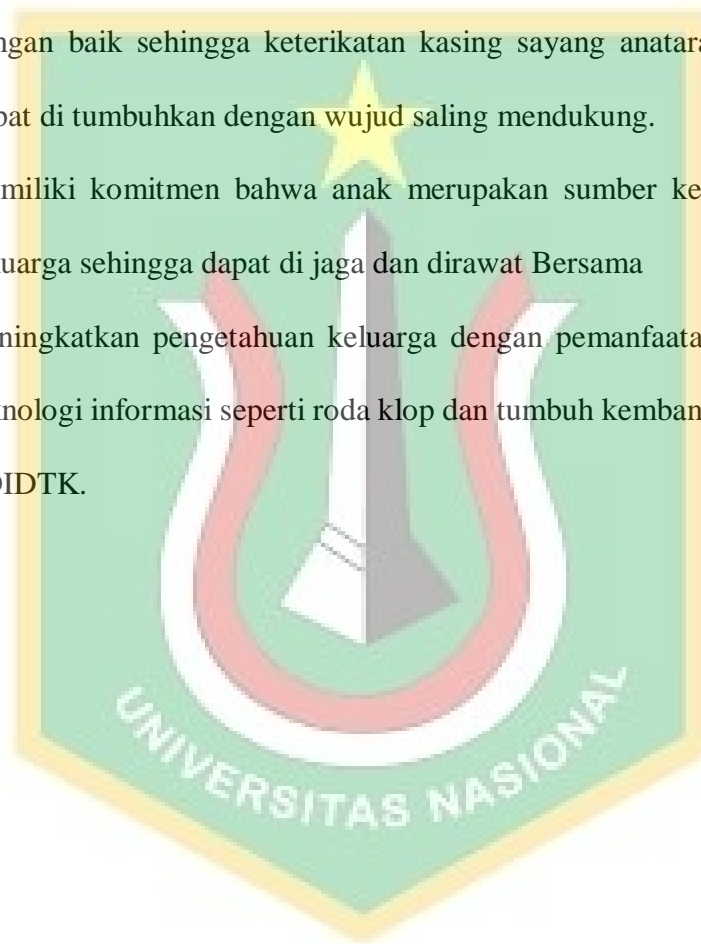 ngan baik sehingga keterikatan kasing sayang anatara
pat di tumbuhkan dengan wujud saling mendukung.
miliki komitmen bahwa anak merupakan sumber ke
uarga sehingga dapat di jaga dan dirawat Bersama
ningkatkan pengetahuan keluarga dengan pemanfaata
knologi informasi seperti roda klop dan tumbuh kemban
DIDTK.
UNIVERSITAS NASIONAL